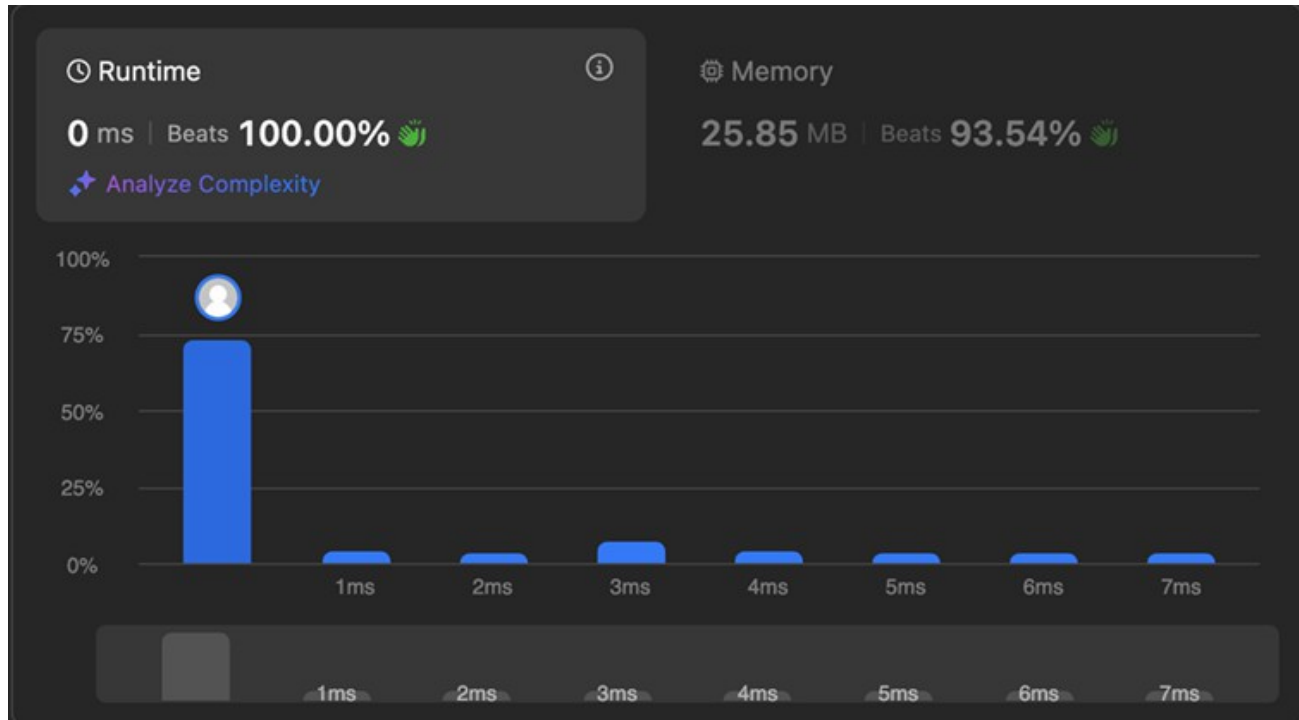 Runtime
0 ms | Beats 100.00%
Analyze Complexity
Memory
25.85 MB | Beats 93.54%
100%
75%
50%
25%
0%
1ms 2ms 3ms 4ms 5ms 6ms 7ms
1ms 2ms 3ms 4ms 5ms 6ms 7ms